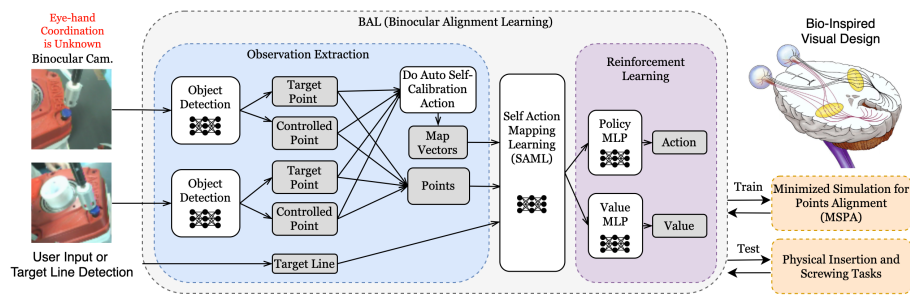 Eye-hand
Coordination
is Unknown
Binocular Cam.
User Input or
Target Line Detection
BAL (Binocular Alignment Learning)
Observation Extraction
Object
Detection
Target
Point
Controlled
Point
Object
Detection
Target
Point
Controlled
Point
Target Line
Do Auto Self-
Calibration
Action
Map
Vectors
Points
Self Action
Mapping
Learning
(SAML)
Reinforcement
Learning
Policy
MLP
Action
Value
MLP
Value
Bio-Inspired
Visual Design
Train
Minimized Simulation for
Points Alignment
(MSPA)
Test
Physical Insertion and
Screwing Tasks